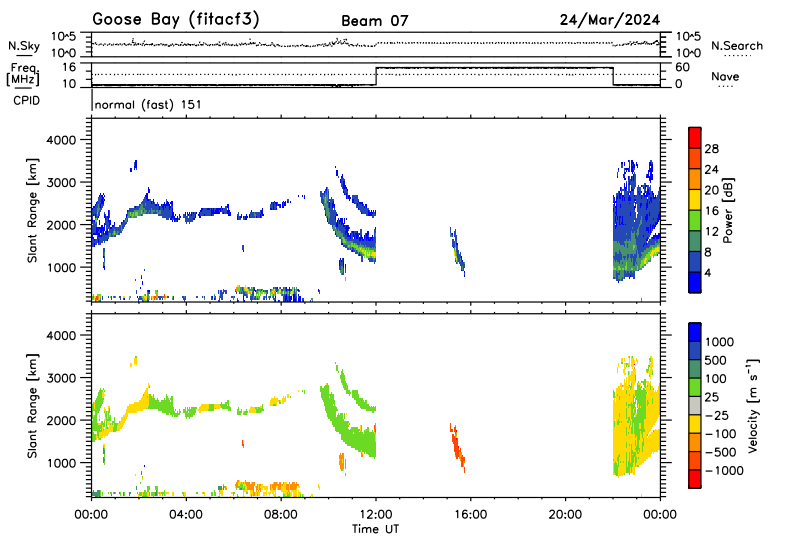 Goose Bay (fitacf3) Beam 07 24/Mar/2024
N.Sky 10^5 10^0 10^5 10^0 N.Search
Freq. [MHz] 16 10 60 0 Nave
CPID normal (fast) 151
Slant Range [km] 4000 3000 2000 1000
28 24 20 16 12 8 4 Power [dB]
Slant Range [km] 4000 3000 2000 1000
1000 500 100 25 −25 −100 −500 −1000 Velocity [m s⁻¹]
00:00 04:00 08:00 12:00 16:00 20:00 00:00
Time UT